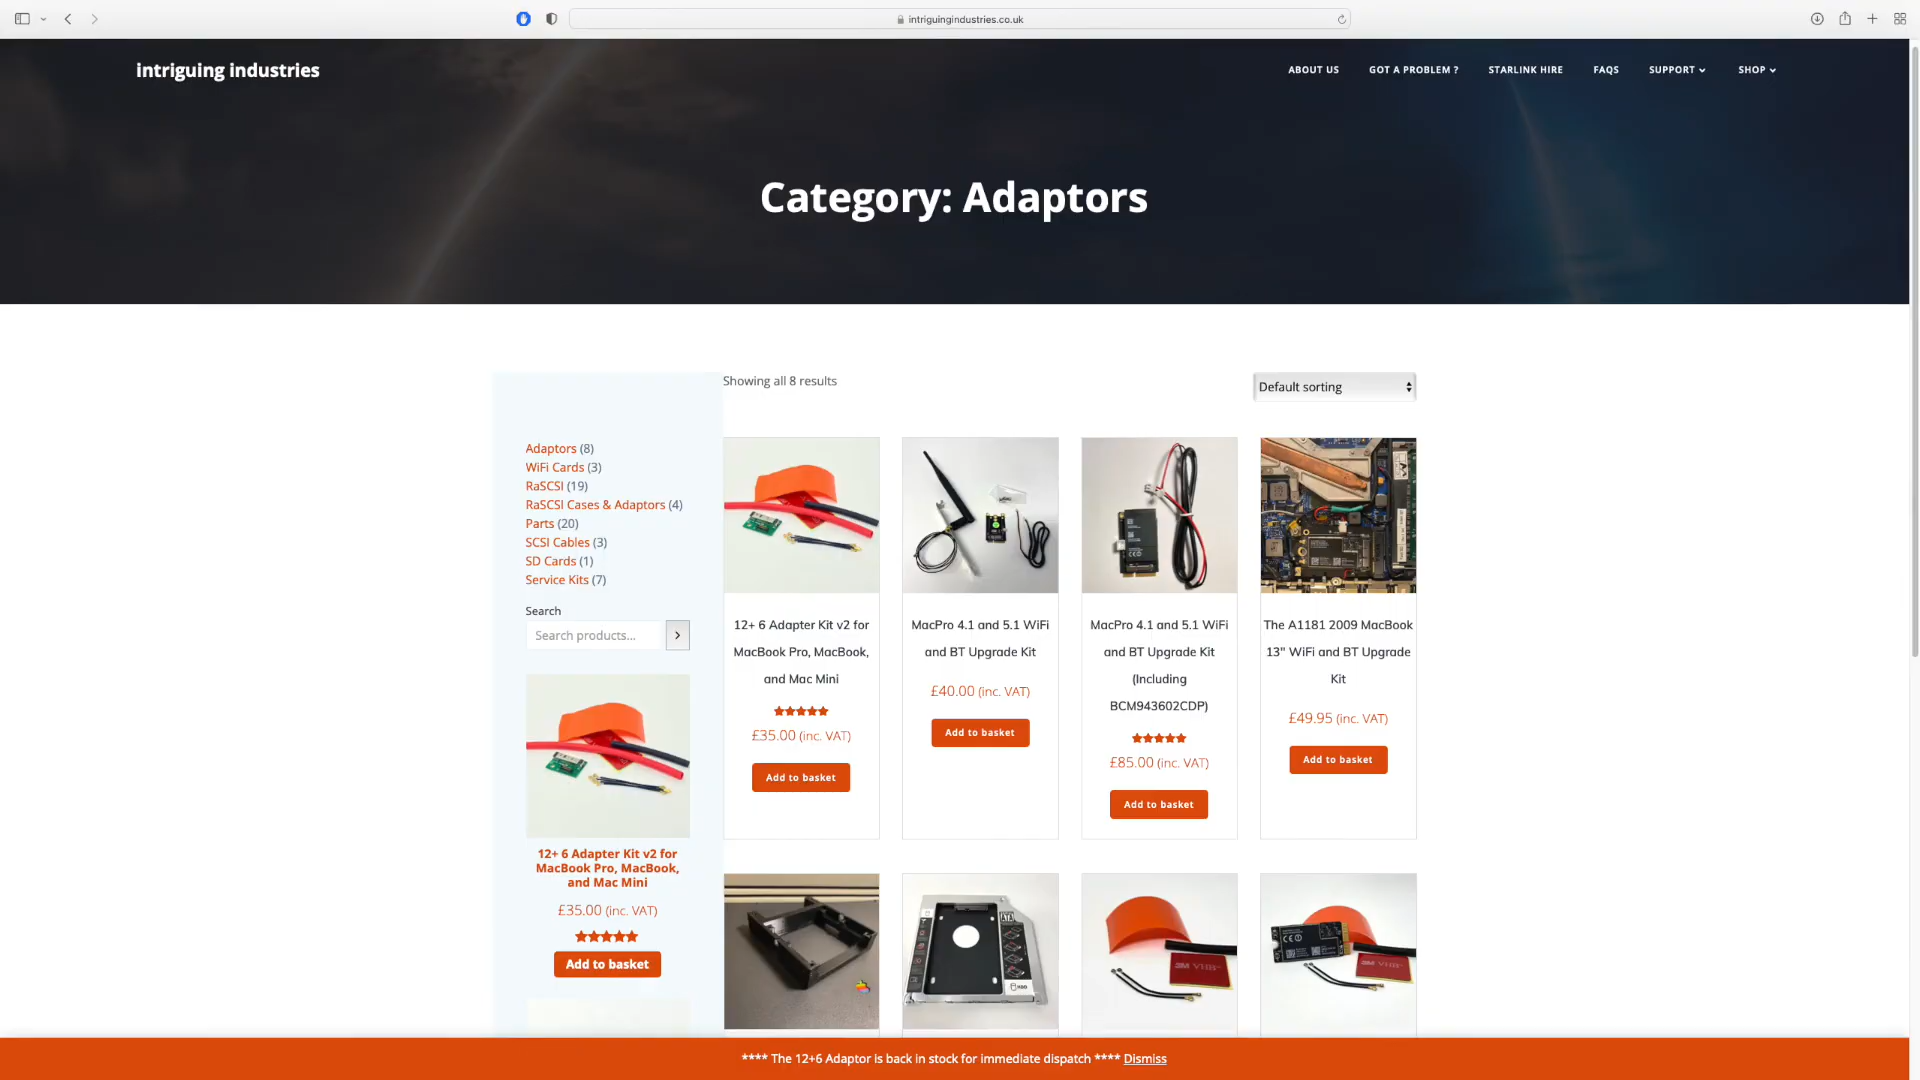 intriguingindustries.co.uk
intriguing industries
ABOUT US
GOT A PROBLEM ?
STARLINK HIRE
FAQS
SUPPORT
SHOP
Category: Adaptors
Showing all 8 results
Default sorting
Adaptors (8)
WiFi Cards (3)
RaSCSI (19)
RaSCSI Cases & Adaptors (4)
Parts (20)
SCSI Cables (3)
SD Cards (1)
Service Kits (7)
Search
Search products...
12+ 6 Adapter Kit v2 for
MacBook Pro, MacBook,
and Mac Mini
£35.00 (inc. VAT)
Add to basket
12+ 6 Adapter Kit v2 for
MacBook Pro, MacBook,
and Mac Mini
£35.00 (inc. VAT)
Add to basket
MacPro 4.1 and 5.1 WiFi
and BT Upgrade Kit
£40.00 (inc. VAT)
Add to basket
MacPro 4.1 and 5.1 WiFi
and BT Upgrade Kit
(Including
BCM943602CDP)
£85.00 (inc. VAT)
Add to basket
The A1181 2009 MacBook
13" WiFi and BT Upgrade
Kit
£49.95 (inc. VAT)
Add to basket
SATA
HDD
3M VHB
3M VHB
**** The 12+6 Adaptor is back in stock for immediate dispatch **** Dismiss